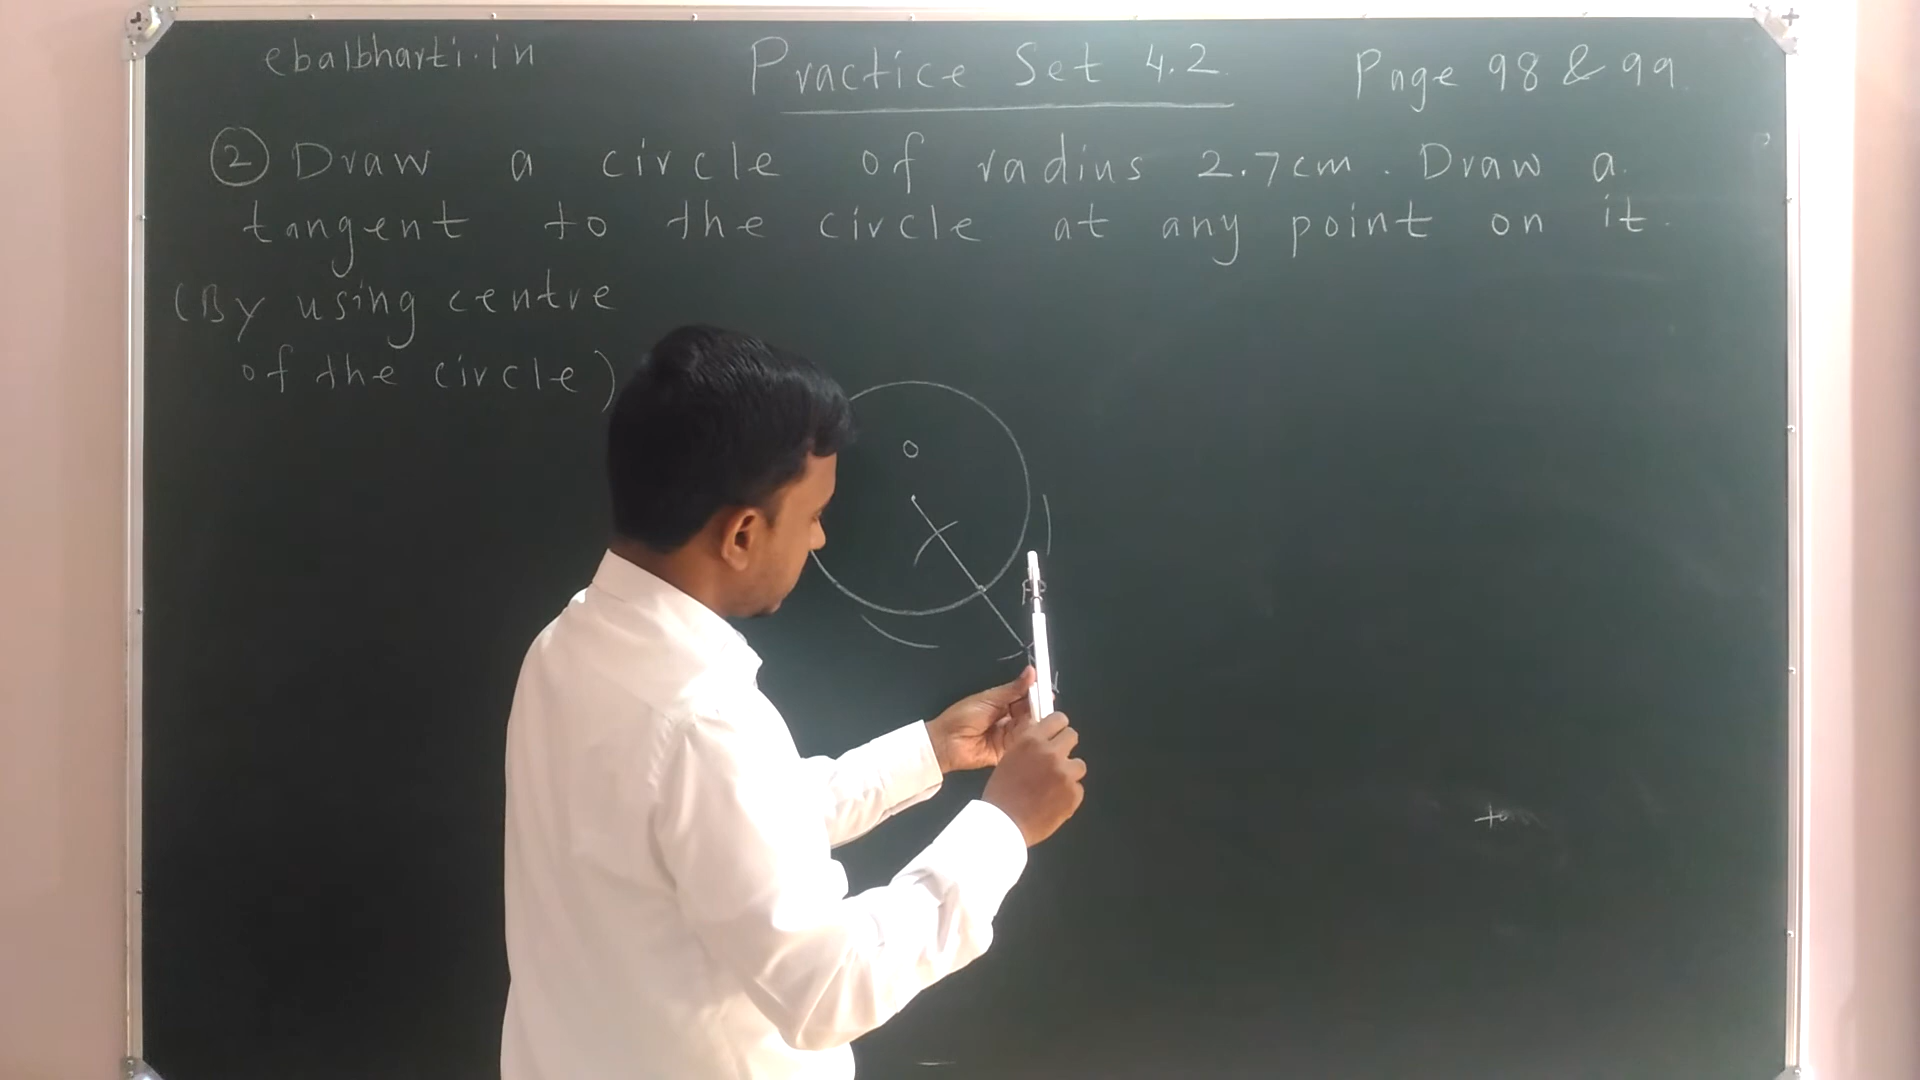 ebalbharti.in
Practice Set 4.2
Page 98 & 99
② Draw a circle of radius 2.7cm. Draw a
tangent to the circle at any point on it.
(By using centre
of the circle)
O